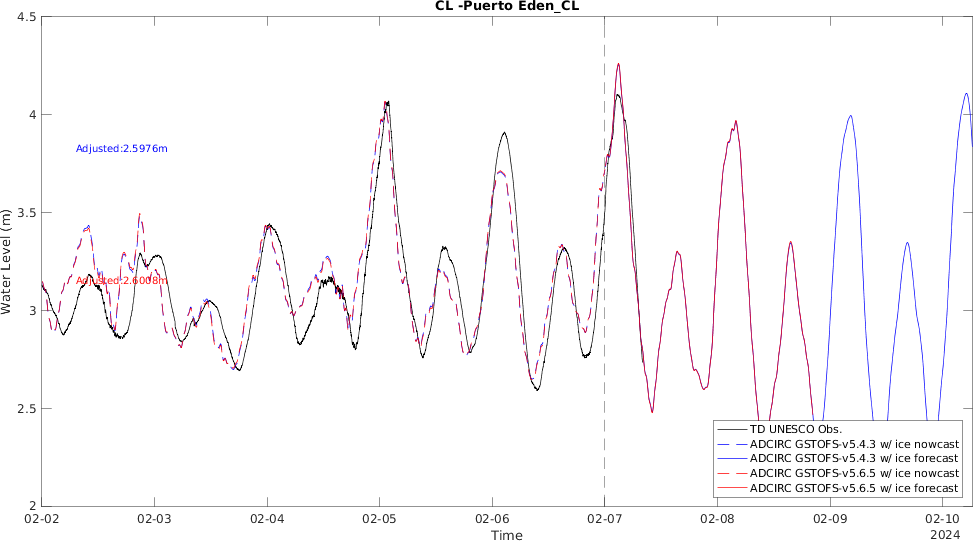 CL -Puerto Eden_CL
4.5
4
3.5
3
2.5
2
Water Level (m)
Adjusted:2.5976m
Adjusted:2.6008m
TD UNESCO Obs.
ADCIRC GSTOFS-v5.4.3 w/ ice nowcast
ADCIRC GSTOFS-v5.4.3 w/ ice forecast
ADCIRC GSTOFS-v5.6.5 w/ ice nowcast
ADCIRC GSTOFS-v5.6.5 w/ ice forecast
02-02 02-03 02-04 02-05 02-06 02-07 02-08 02-09 02-10
Time
2024